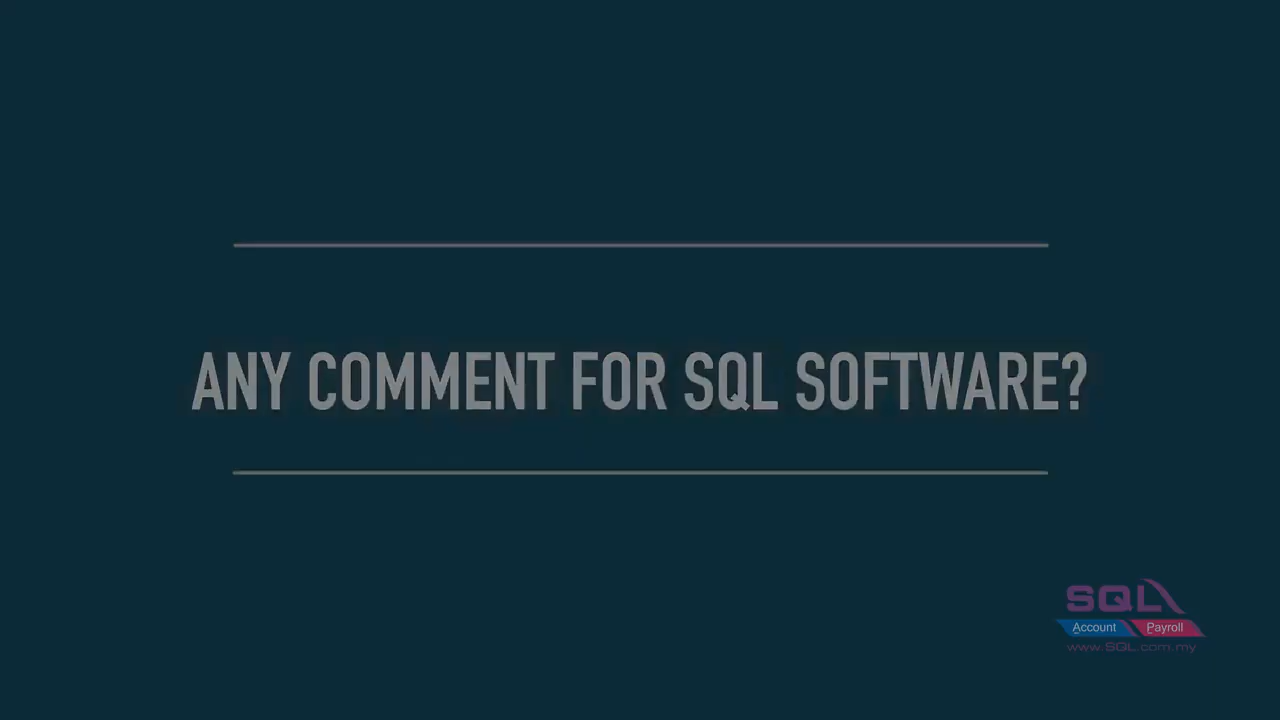 ANY COMMENT FOR SQL SOFTWARE?
SQL
Account Payroll
www.SQL.com.my